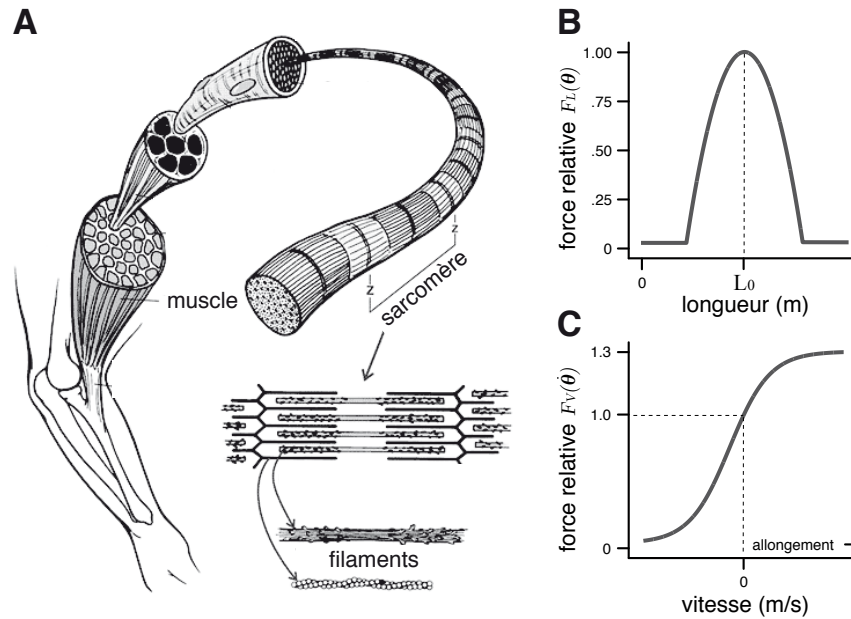 A
muscle
z
z
sarcomère
filaments
B
force relative FL(θ)
1.00
.75
.50
.25
0
0
L0
longueur (m)
C
force relative FV(θ̇)
1.3
1.0
0
allongement
0
vitesse (m/s)